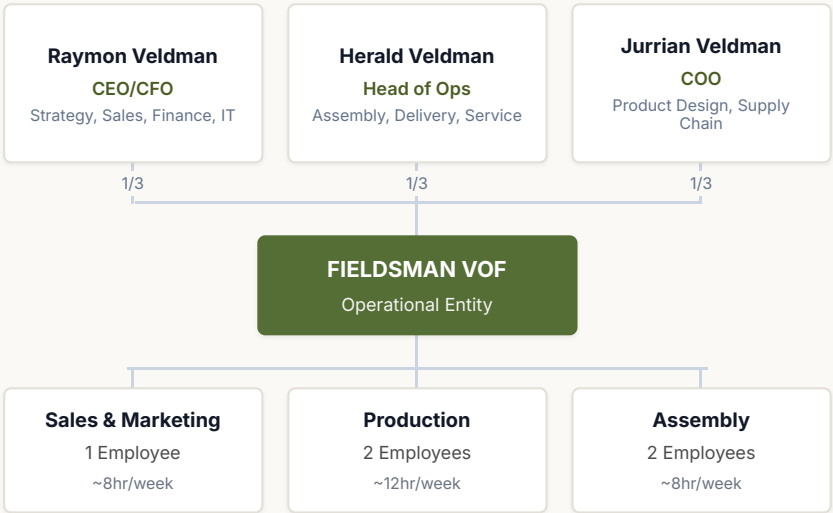 Raymon Veldman
CEO/CFO
Strategy, Sales, Finance, IT
Herald Veldman
Head of Ops
Assembly, Delivery, Service
Jurrian Veldman
COO
Product Design, Supply
Chain
1/3
1/3
1/3
FIELDSMAN VOF
Operational Entity
Sales & Marketing
1 Employee
~8hr/week
Production
2 Employees
~12hr/week
Assembly
2 Employees
~8hr/week